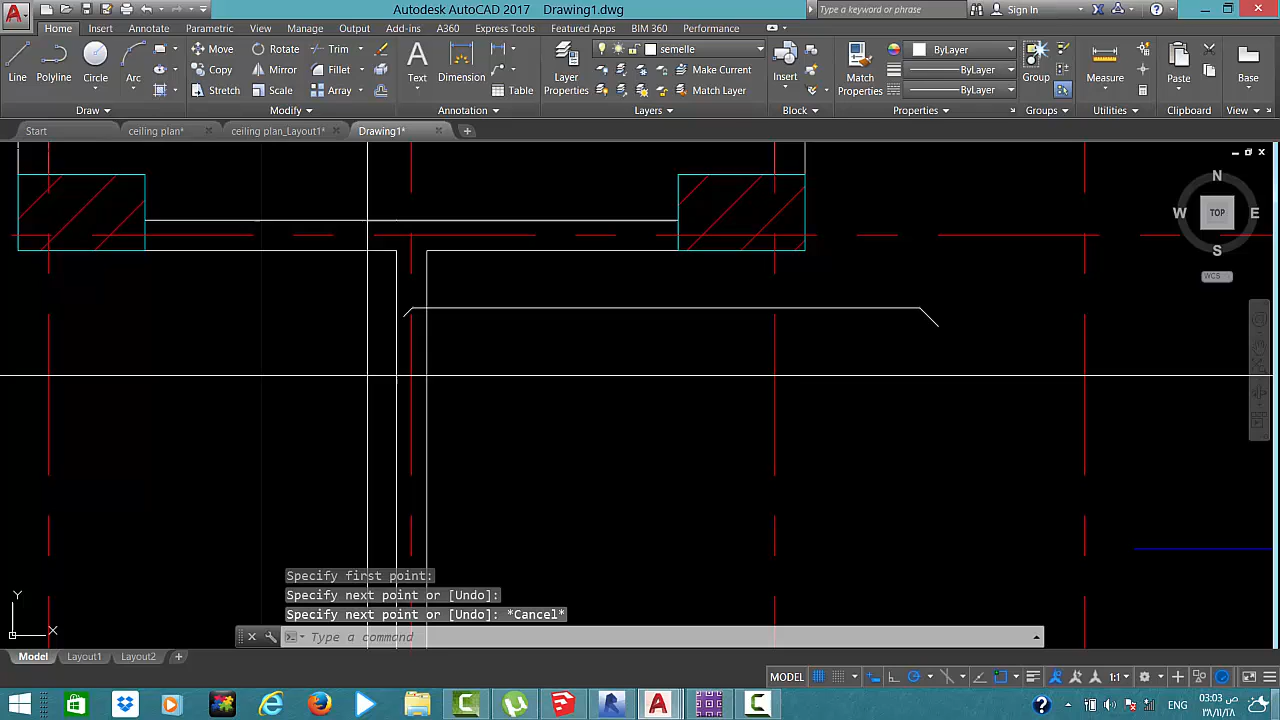 Autodesk AutoCAD 2017 Drawing1.dwg
Type a keyword or phrase
Sign In
Home Insert Annotate Parametric View Manage Output Add-ins A360 Express Tools Featured Apps BIM 360 Performance
Line
Polyline
Circle
Arc
Move
Copy
Stretch
Rotate
Mirror
Scale
Trim
Fillet
Array
Text
Dimension
Table
Layer
Properties
semelle
Make Current
Match Layer
Insert
Match
Properties
ByLayer
ByLayer
ByLayer
Group
Measure
Paste
Base
Draw
Modify
Annotation
Layers
Block
Properties
Groups
Utilities
Clipboard
View
Start
ceiling plan*
ceiling plan_Layout1*
Drawing1*
N
W TOP E
S
WCS
Specify first point:
Specify next point or [Undo]:
Specify next point or [Undo]: *Cancel*
Type a command
Y
X
Model Layout1 Layout2
MODEL
1:1
ENG
03:03 ص